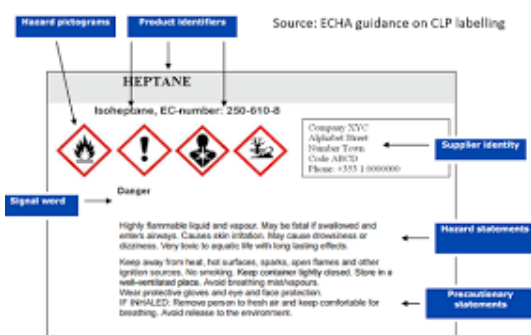 Hazard pictograms
Product identifiers
Source: ECHA guidance on CLP labelling
HEPTANE
Isoheptane, EC-number: 250-610-8
Company XYC
Alphabet Street
Number Town
Code ABCD
Phone: +353 1 0000000
Supplier identity
Danger
Signal word
Highly flammable liquid and vapour. May be fatal if swallowed and
enters airways. Causes skin irritation. May cause drowsiness or
dizziness. Very toxic to aquatic life with long lasting effects.
Hazard statements
Keep away from heat, hot surfaces, sparks, open flames and other
ignition sources. No smoking. Keep container tightly closed. Store in a
well-ventilated place. Avoid breathing mist/vapours.
Wear protective gloves and eye and face protection.
IF INHALED: Remove person to fresh air and keep comfortable for
breathing. Avoid release to the environment.
Precautionary
statements